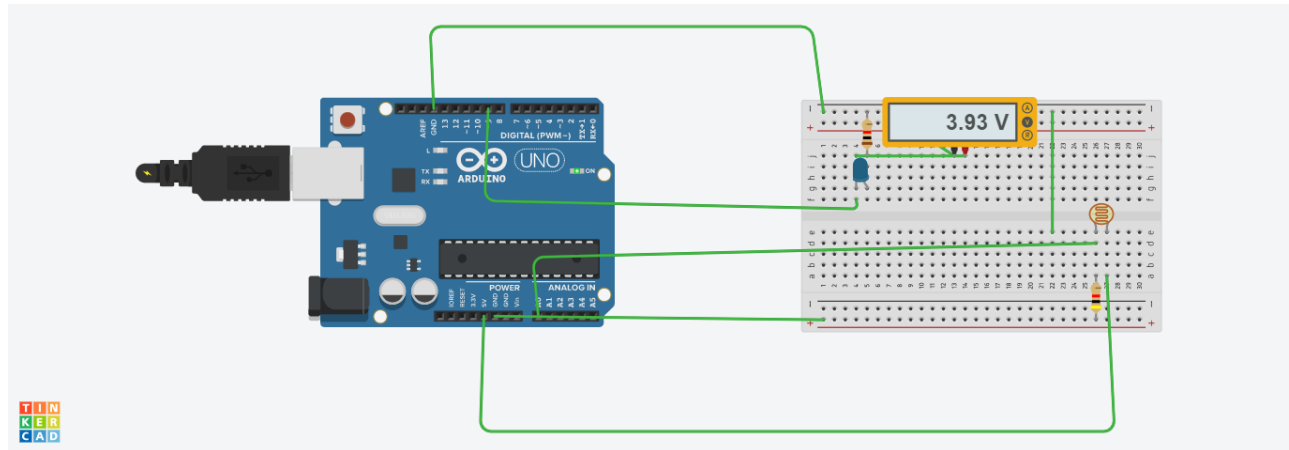 3.93 V
A
V
R
AREF
GND
13
12
~11
~10
~9
8
7
~6
~5
4
~3
2
TX→1
RX←0
DIGITAL (PWM~)
L
TX
RX
UNO
ARDUINO
ON
POWER
ANALOG IN
IOREF
RESET
3.3V
5V
GND
GND
Vin
A0
A1
A2
A3
A4
A5
TIN
KER
CAD